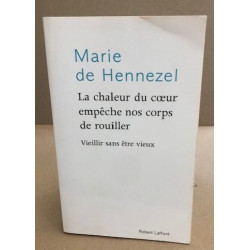 Marie
de Hennezel
La chaleur du cœur
empêche nos corps
de rouiller
Vieillir sans être vieux
Robert Laffont